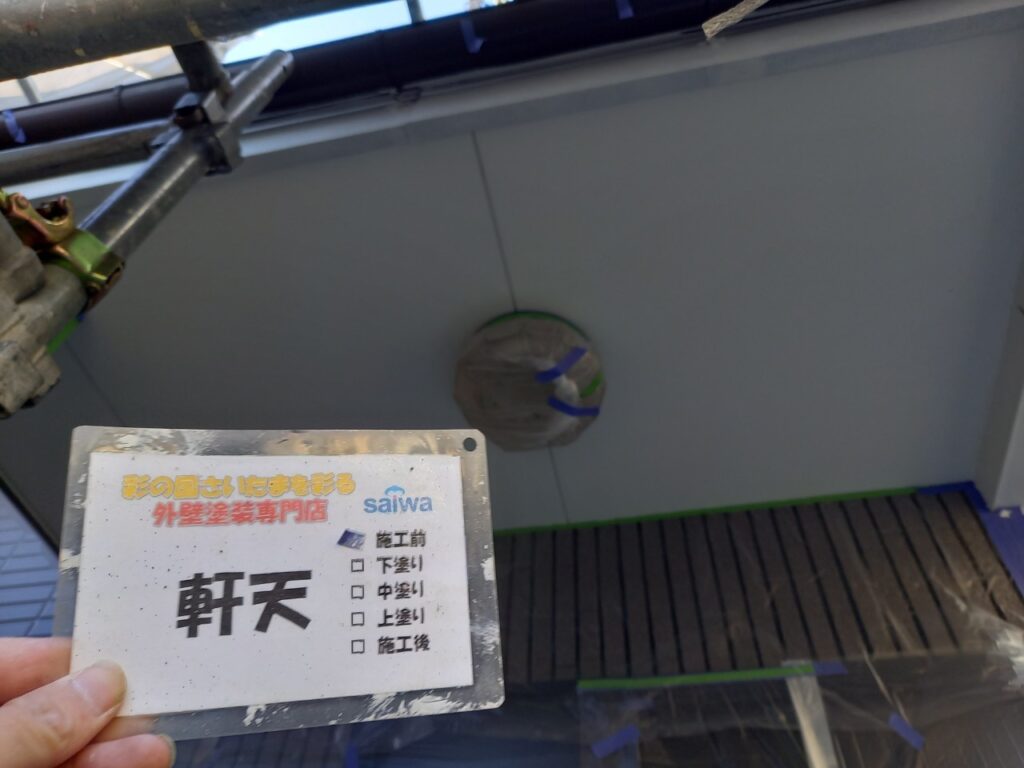 彩の国さいたまを彩る
外壁塗装専門店
saiwa
軒天
施工前
□ 下塗り
□ 中塗り
□ 上塗り
□ 施工後